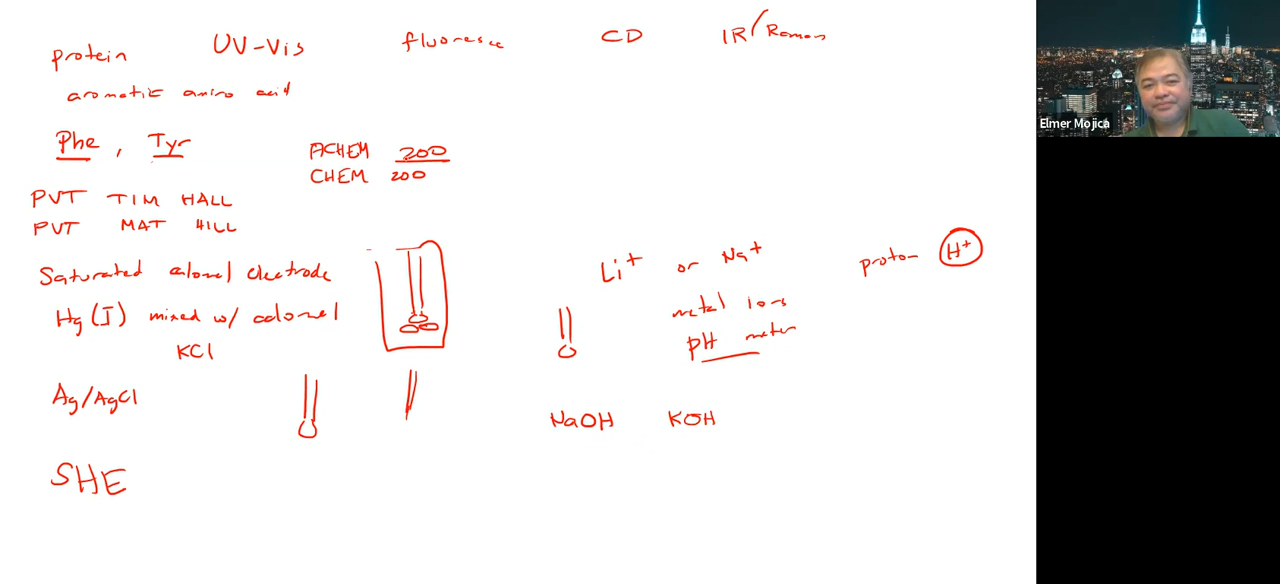 protein UV-Vis fluoresce CD IR/Raman
aromatic amino acid
Phe, Tyr
ACHEM 200
CHEM 200
PVT TIM HALL
PVT MAT HILL
Saturated calomel electrode
Hg(I) mixed w/ calomel
KCl
Ag/AgCl
SHE
Li+ or Na+
metal ions
pH meter
NaOH KOH
proton H+
Elmer Mojica